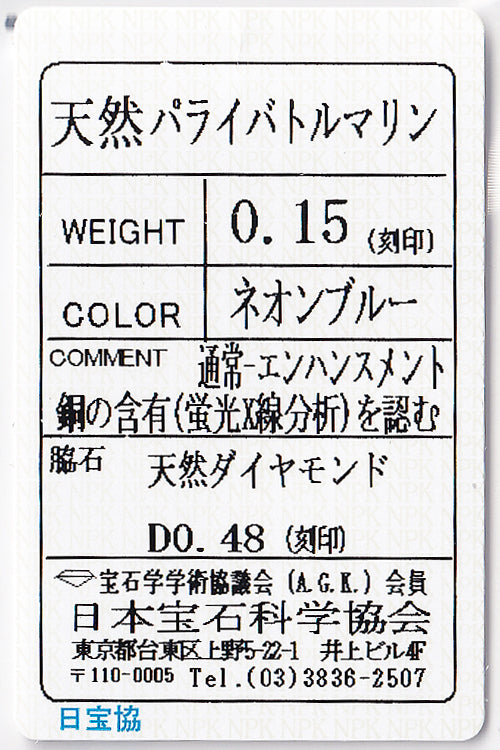 天然パライバトルマリン
WEIGHT 0.15 (刻印)
COLOR ネオンブルー
COMMENT 通常-エンハンスメント
銅の含有(蛍光X線分析)を認む
脇石 天然ダイヤモンド
D0.48 (刻印)
宝石学学術協議会 (A.G.K.) 会員
日本宝石科学協会
東京都台東区上野5-22-1 井上ビル4F
〒110-0005 Tel.(03)3836-2507
日宝協